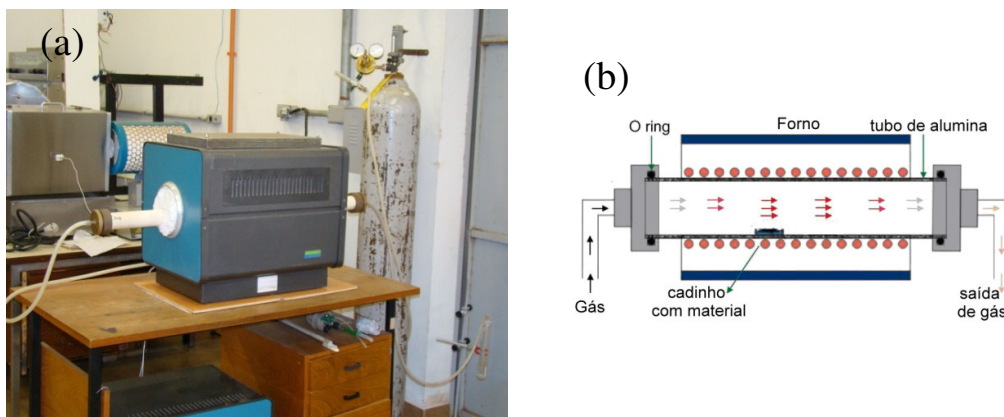 (a)
(b)
O ring
Forno
tubo de alumina
Gás
cadinho
com material
saída
de gás